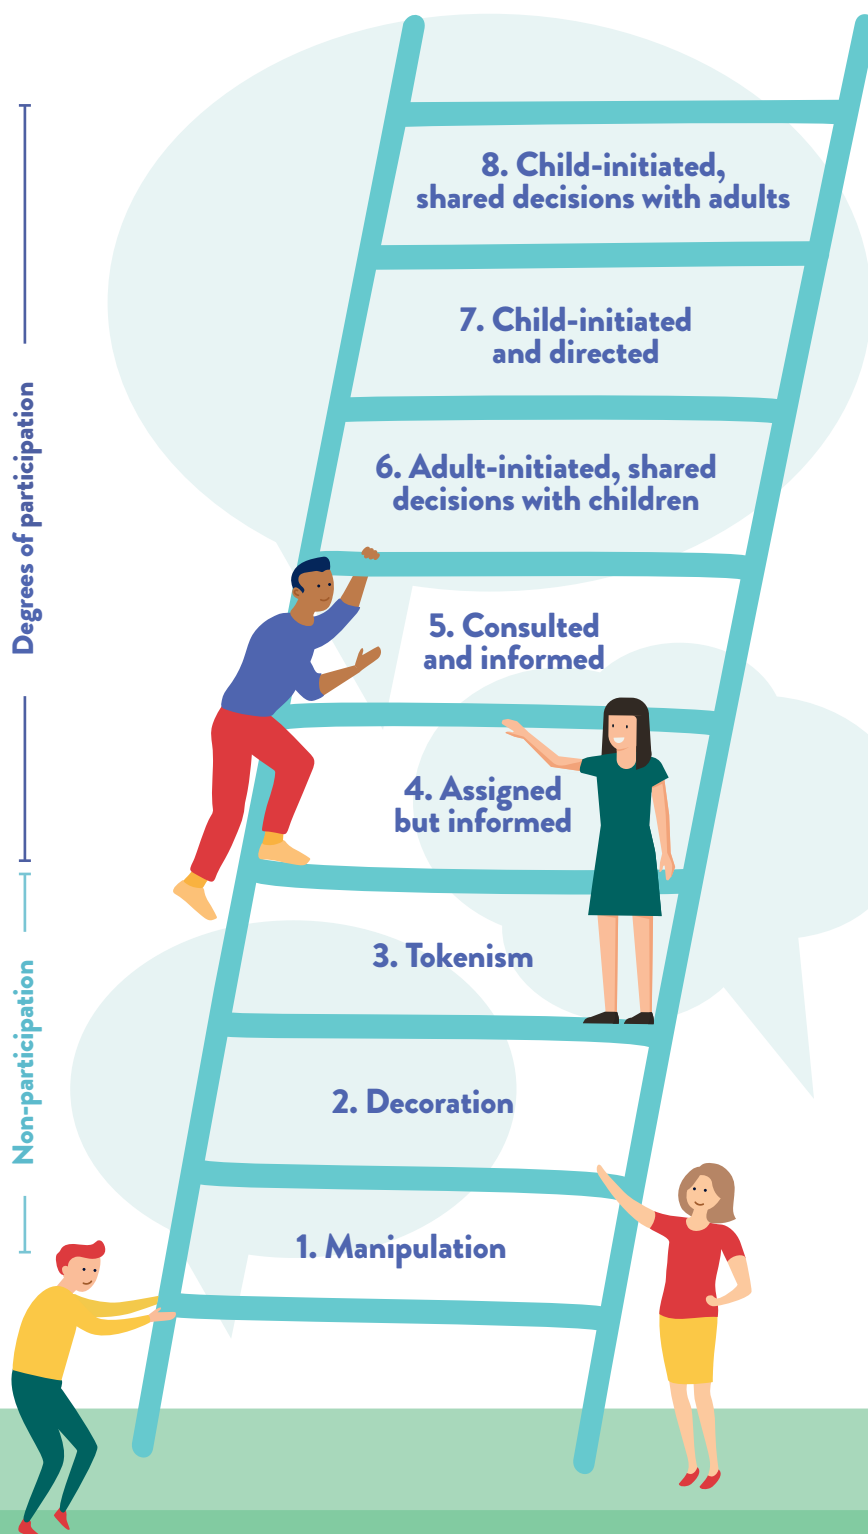 8. Child-initiated,
shared decisions with adults
7. Child-initiated
and directed
6. Adult-initiated, shared
decisions with children
5. Consulted
and informed
4. Assigned
but informed
3. Tokenism
2. Decoration
1. Manipulation
Degrees of participation
Non-participation